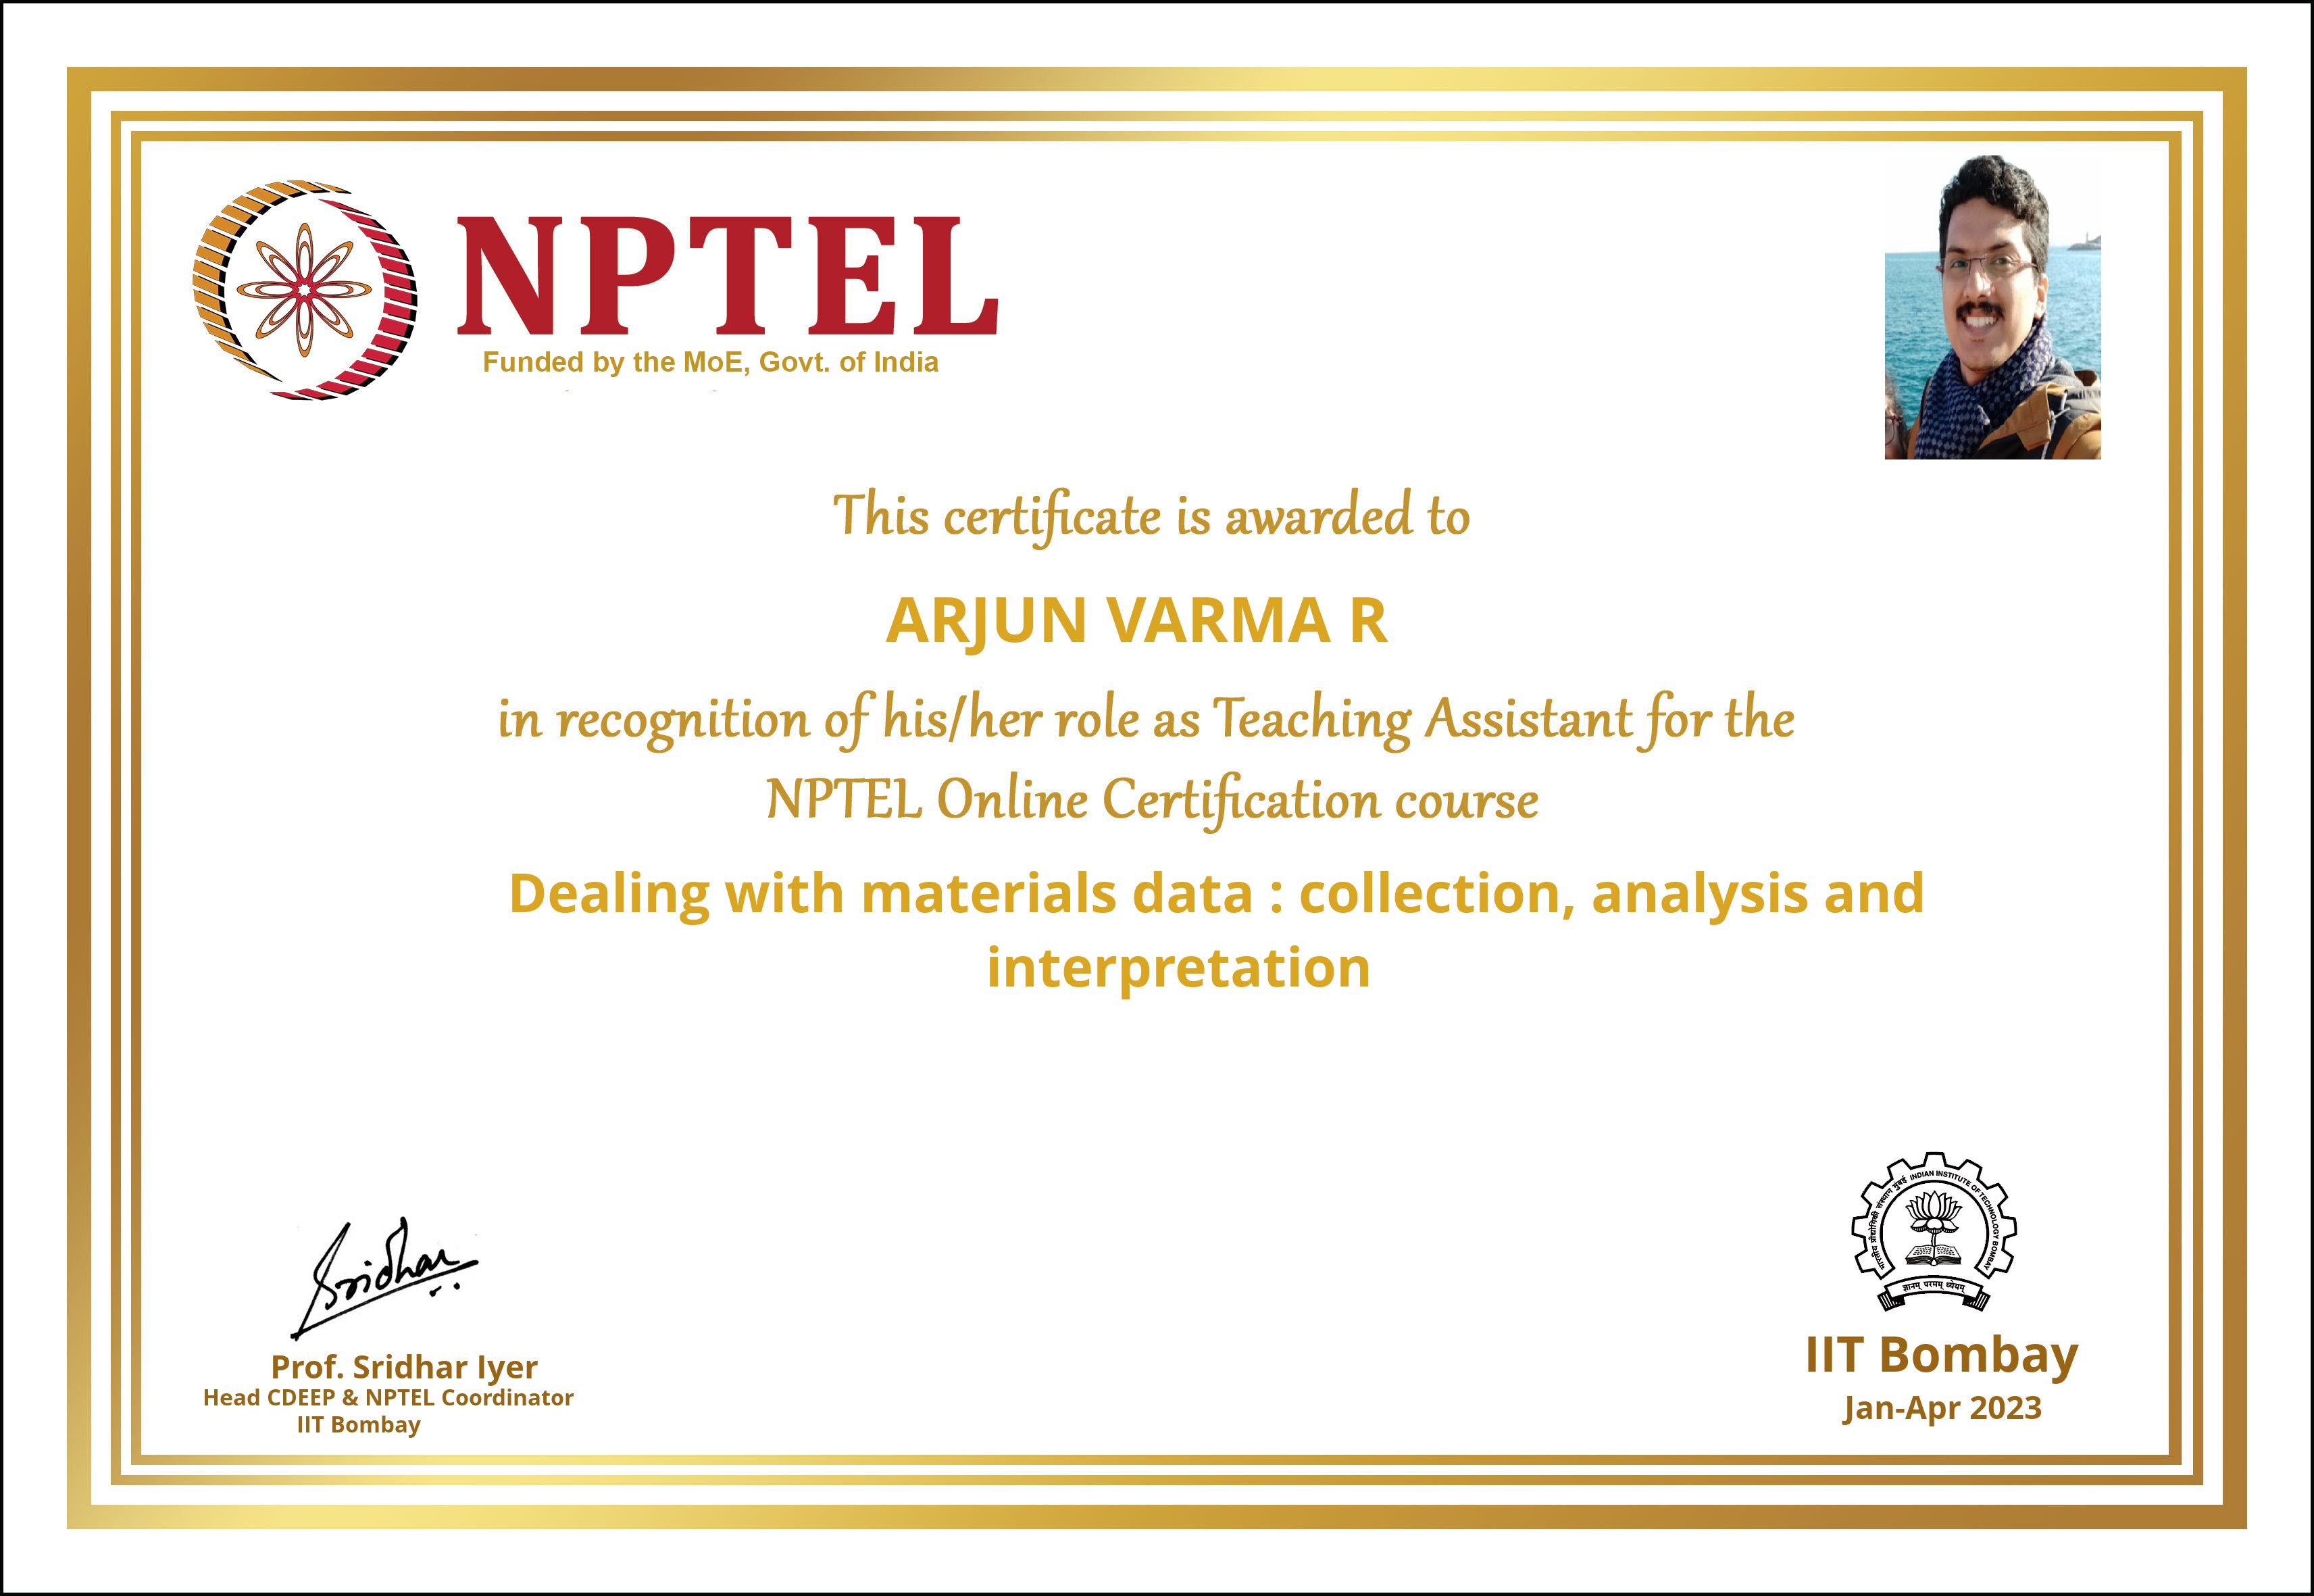 NPTEL
Funded by the MoE, Govt. of India
This certificate is awarded to
ARJUN VARMA R
in recognition of his/her role as Teaching Assistant for the
NPTEL Online Certification course
Dealing with materials data : collection, analysis and
interpretation
Sridhar
Prof. Sridhar Iyer
Head CDEEP & NPTEL Coordinator
IIT Bombay
भारतीय प्रौद्योगिकी संस्थान मुंबई INDIAN INSTITUTE OF TECHNOLOGY BOMBAY
ज्ञानम् परमम् ध्येयम्
IIT Bombay
Jan-Apr 2023